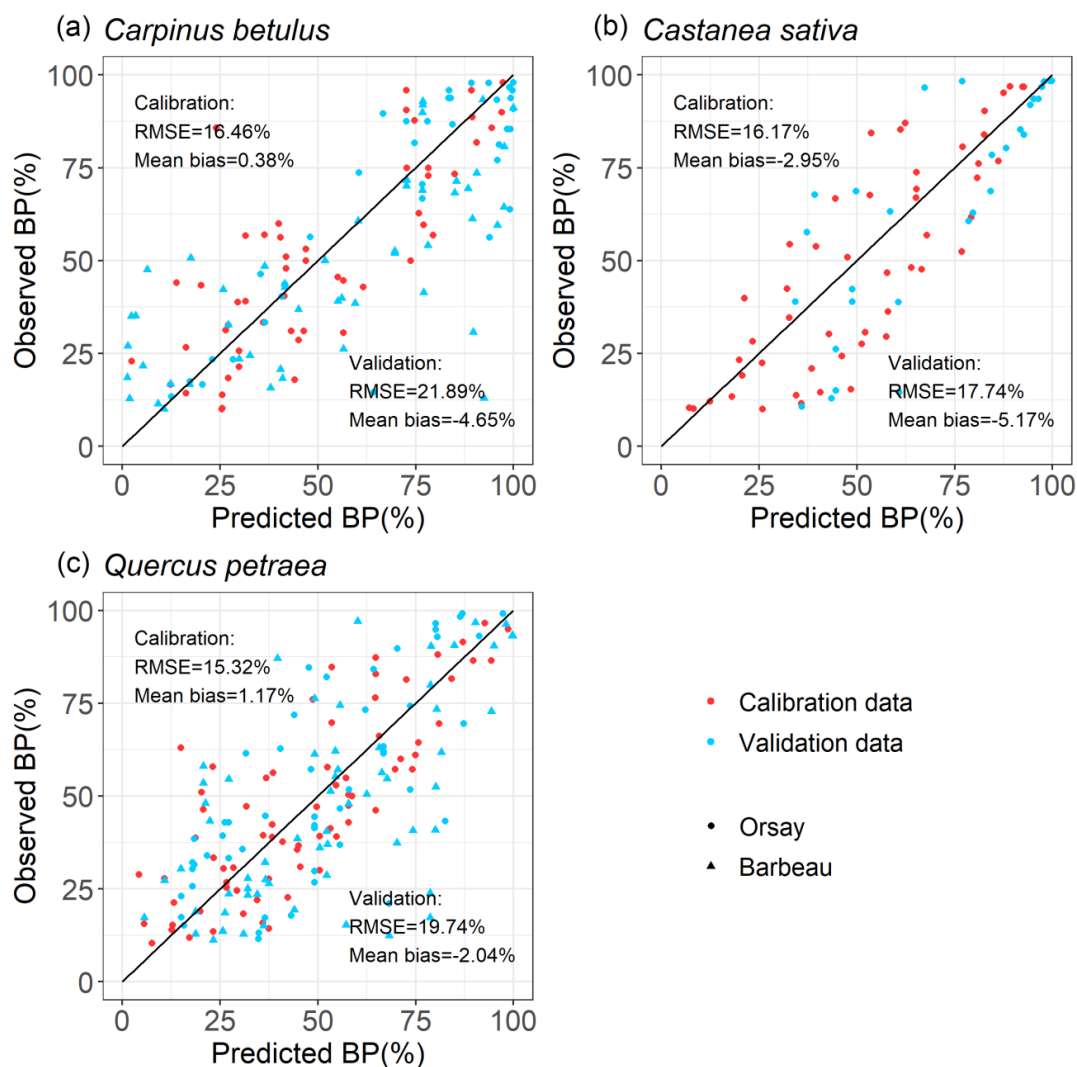 (a) Carpinus betulus
100
75
50
25
0
Observed BP(%)
Calibration:
RMSE=16.46%
Mean bias=0.38%
Validation:
RMSE=21.89%
Mean bias=-4.65%
0 25 50 75 100
Predicted BP(%)
(b) Castanea sativa
100
75
50
25
0
Observed BP(%)
Calibration:
RMSE=16.17%
Mean bias=-2.95%
Validation:
RMSE=17.74%
Mean bias=-5.17%
0 25 50 75 100
Predicted BP(%)
(c) Quercus petraea
100
75
50
25
0
Observed BP(%)
Calibration:
RMSE=15.32%
Mean bias=1.17%
Validation:
RMSE=19.74%
Mean bias=-2.04%
0 25 50 75 100
Predicted BP(%)
Calibration data
Validation data
Orsay
Barbeau